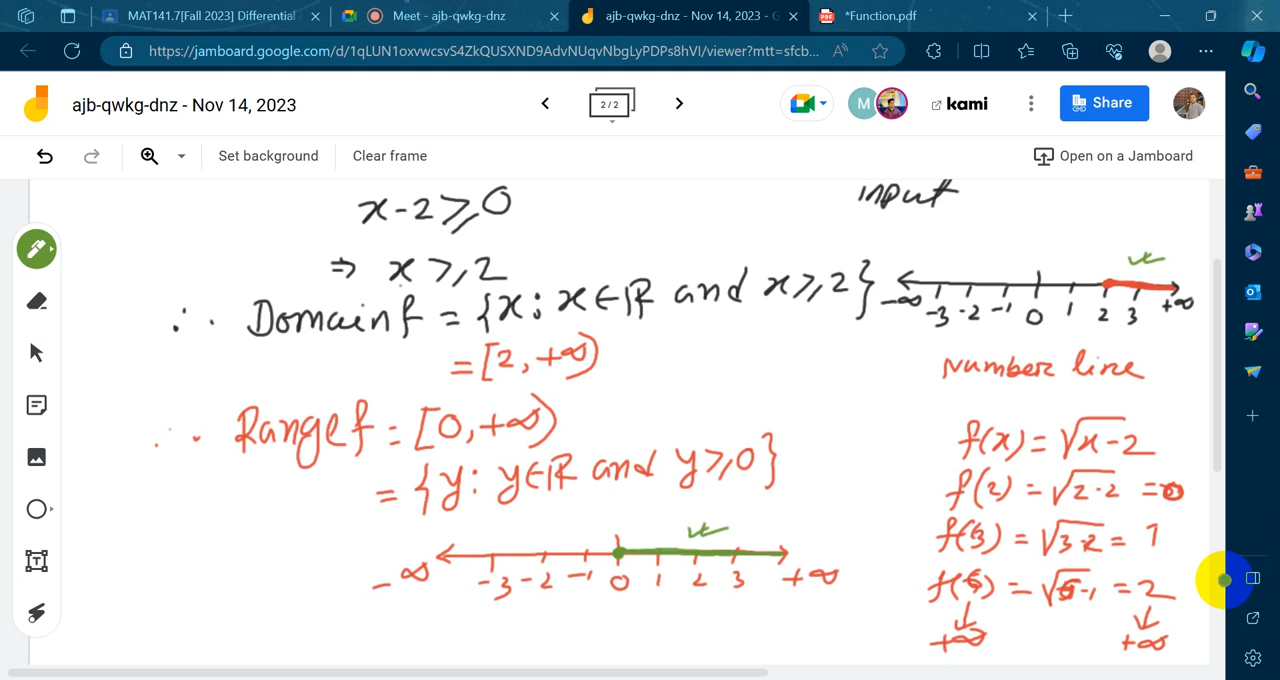 MAT141.7[Fall 2023] Differential
Meet - ajb-qwkg-dnz
ajb-qwkg-dnz - Nov 14, 2023 - G
*Function.pdf
https://jamboard.google.com/d/1qLUN1oxvwcsvS4ZkQUSXND9AdvNUqvNbgLyPDPs8hVI/viewer?mtt=sfcb...
ajb-qwkg-dnz - Nov 14, 2023
2/2
M
kami
Share
Set background
Clear frame
Open on a Jamboard
x-2≥0
input
⇒ x≥2
∴ Domain f = {x: x∈ℝ and x≥2}
-∞ -3 -2 -1 0 1 2 3 +∞
= [2, +∞)
Number line
∴ Range f = [0, +∞)
= {y: y∈ℝ and y≥0}
-∞ -3 -2 -1 0 1 2 3 +∞
f(x) = √x-2
f(2) = √2-2 = 0
f(3) = √3-2 = 1
f(6) = √6-1 = 2
↓ ↓
+∞ +∞